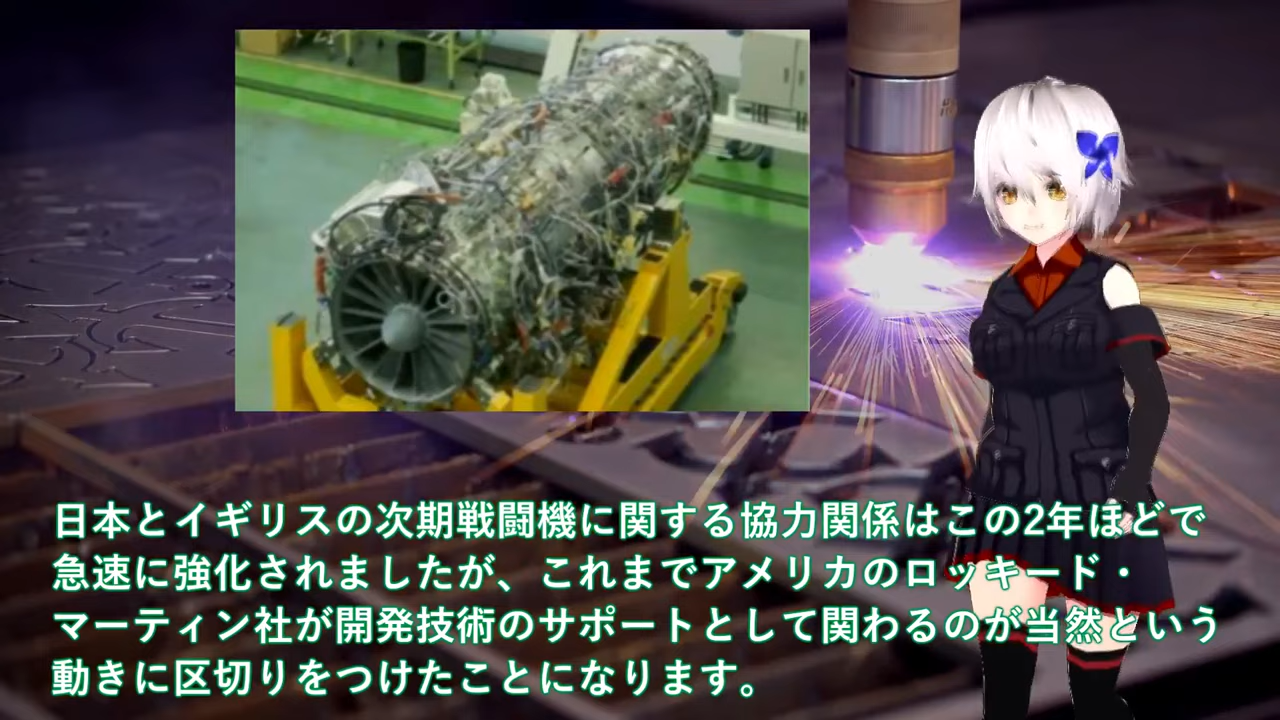 日本とイギリスの次期戦闘機に関する協力関係はこの2年ほどで
急速に強化されましたが、これまでアメリカのロッキード・
マーティン社が開発技術のサポートとして関わるのが当然という
動きに区切りをつけたことになります。